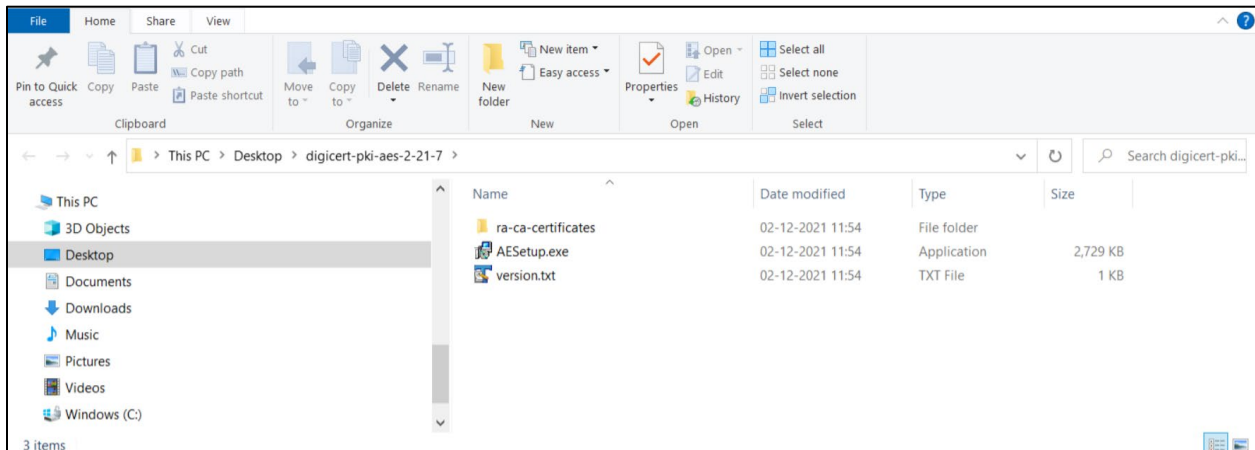 File Home Share View
Pin to Quick access
Copy
Paste
Cut
Copy path
Paste shortcut
Clipboard
Move to
Copy to
Delete
Rename
Organize
New folder
New item
Easy access
New
Properties
Open
Edit
History
Open
Select all
Select none
Invert selection
Select
This PC > Desktop > digicert-pki-aes-2-21-7 >
Search digicert-pki...
This PC
3D Objects
Desktop
Documents
Downloads
Music
Pictures
Videos
Windows (C:)
Name Date modified Type Size
ra-ca-certificates 02-12-2021 11:54 File folder
AESetup.exe 02-12-2021 11:54 Application 2,729 KB
version.txt 02-12-2021 11:54 TXT File 1 KB
3 items